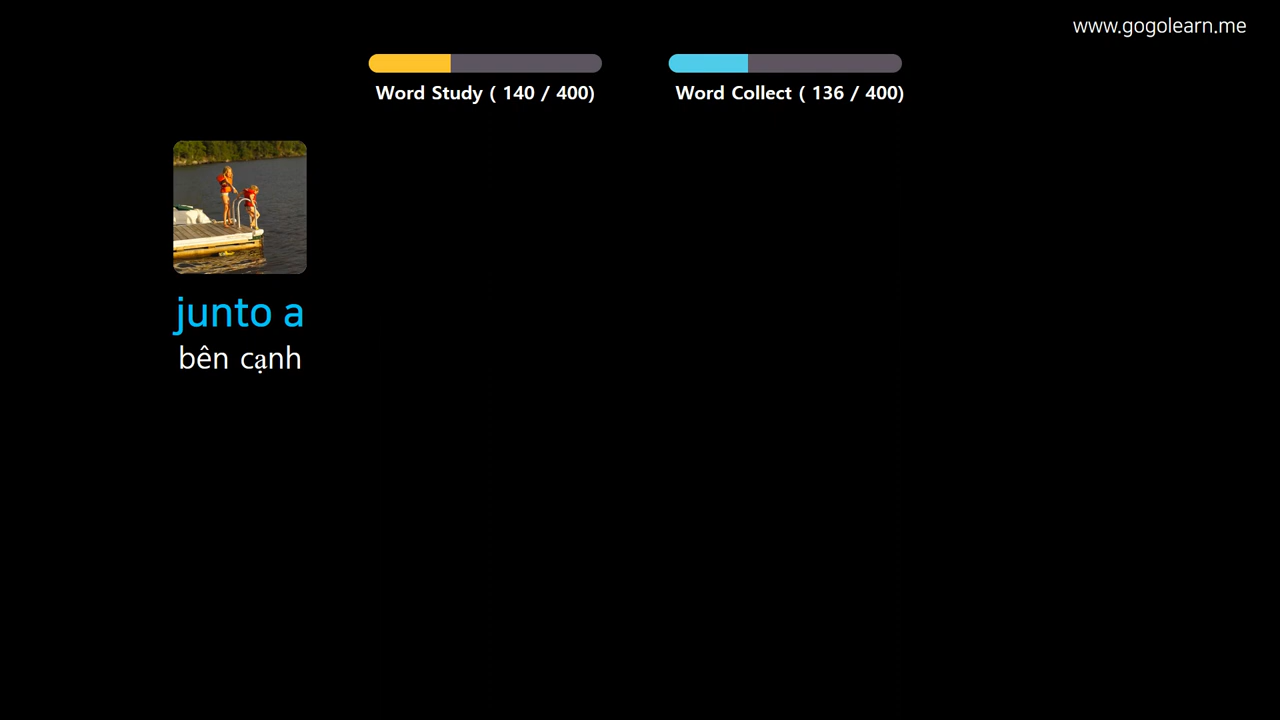 www.gogolearn.me
Word Study ( 140 / 400)
Word Collect ( 136 / 400)
junto a
bên cạnh